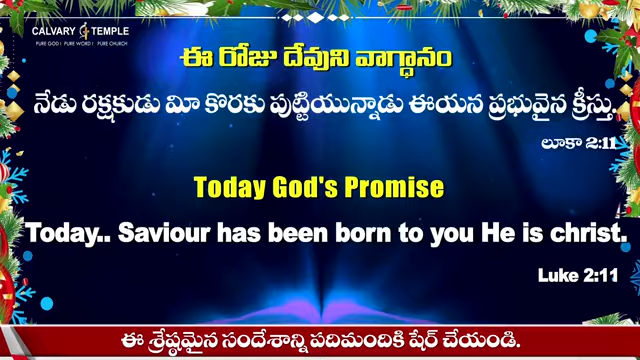 CALVARY TEMPLE
PURE GOD | PURE WORD | PURE CHURCH
ఈ రోజు దేవుని వాగ్ధానం
నేడు రక్షకుడు మీ కొరకు పుట్టియున్నాడు ఈయన ప్రభువైన క్రీస్తు.
లూకా 2:11
Today God's Promise
Today.. Saviour has been born to you He is christ.
Luke 2:11
ఈ శ్రేష్ఠమైన సందేశాన్ని పదిమందికి షేర్ చేయండి.